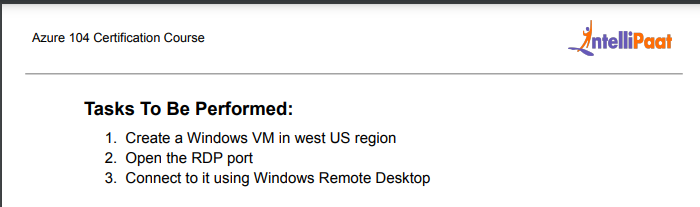 Azure 104 Certification Course
IntelliPaat
Tasks To Be Performed:
1. Create a Windows VM in west US region
2. Open the RDP port
3. Connect to it using Windows Remote Desktop